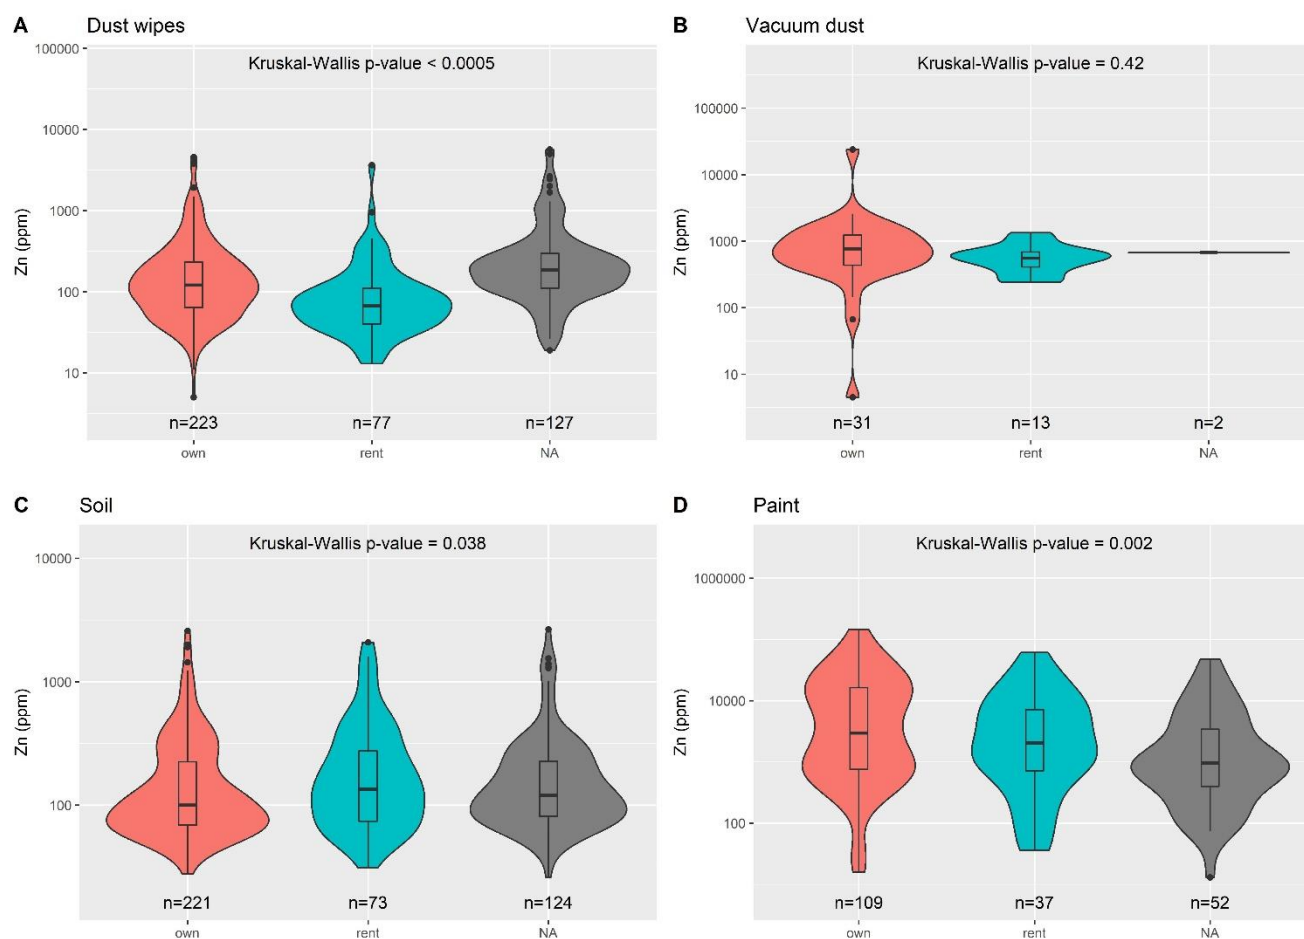 A Dust wipes
Kruskal-Wallis p-value < 0.0005
Zn (ppm)
100000
10000
1000
100
10
n=223 n=77 n=127
own rent NA
B Vacuum dust
Kruskal-Wallis p-value = 0.42
Zn (ppm)
100000
10000
1000
100
10
n=31 n=13 n=2
own rent NA
C Soil
Kruskal-Wallis p-value = 0.038
Zn (ppm)
10000
1000
100
n=221 n=73 n=124
own rent NA
D Paint
Kruskal-Wallis p-value = 0.002
Zn (ppm)
1000000
10000
100
n=109 n=37 n=52
own rent NA